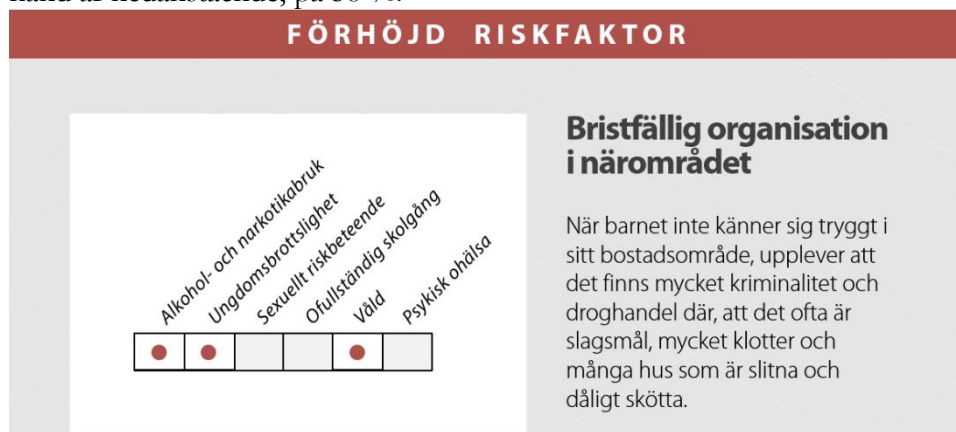 FÖRHÖJD RISKFAKTOR
Alkohol- och narkotikabruk
Ungdomsbrottslighet
Sexuellt riskbeteende
Ofullständig skolgång
Våld
Psykisk ohälsa
Bristfällig organisation
i närområdet
När barnet inte känner sig tryggt i
sitt bostadsområde, upplever att
det finns mycket kriminalitet och
droghandel där, att det ofta är
slagsmål, mycket klotter och
många hus som är slitna och
dåligt skötta.